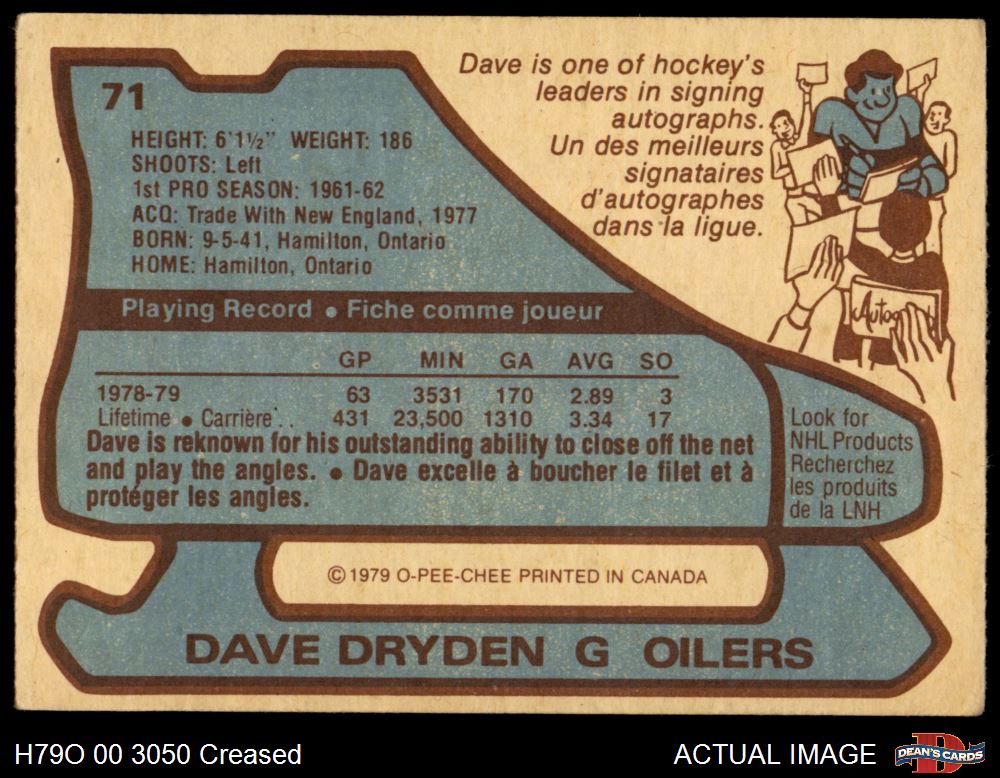 71
HEIGHT: 6'1½" WEIGHT: 186
SHOOTS: Left
1st PRO SEASON: 1961-62
ACQ: Trade With New England, 1977
BORN: 9-5-41, Hamilton, Ontario
HOME: Hamilton, Ontario
Dave is one of hockey's
leaders in signing
autographs.
Un des meilleurs
signataires
d'autographes
dans la ligue.
Autog
Playing Record • Fiche comme joueur
GP MIN GA AVG SO
1978-79 63 3531 170 2.89 3
Lifetime • Carrière . . 431 23,500 1310 3.34 17
Dave is reknown for his outstanding ability to close off the net
and play the angles. • Dave excelle à boucher le filet et à
protéger les angles.
Look for
NHL Products
Recherchez
les produits
de la LNH
© 1979 O-PEE-CHEE PRINTED IN CANADA
DAVE DRYDEN G OILERS
H79O 00 3050 Creased
ACTUAL IMAGE
DEAN'S CARDS